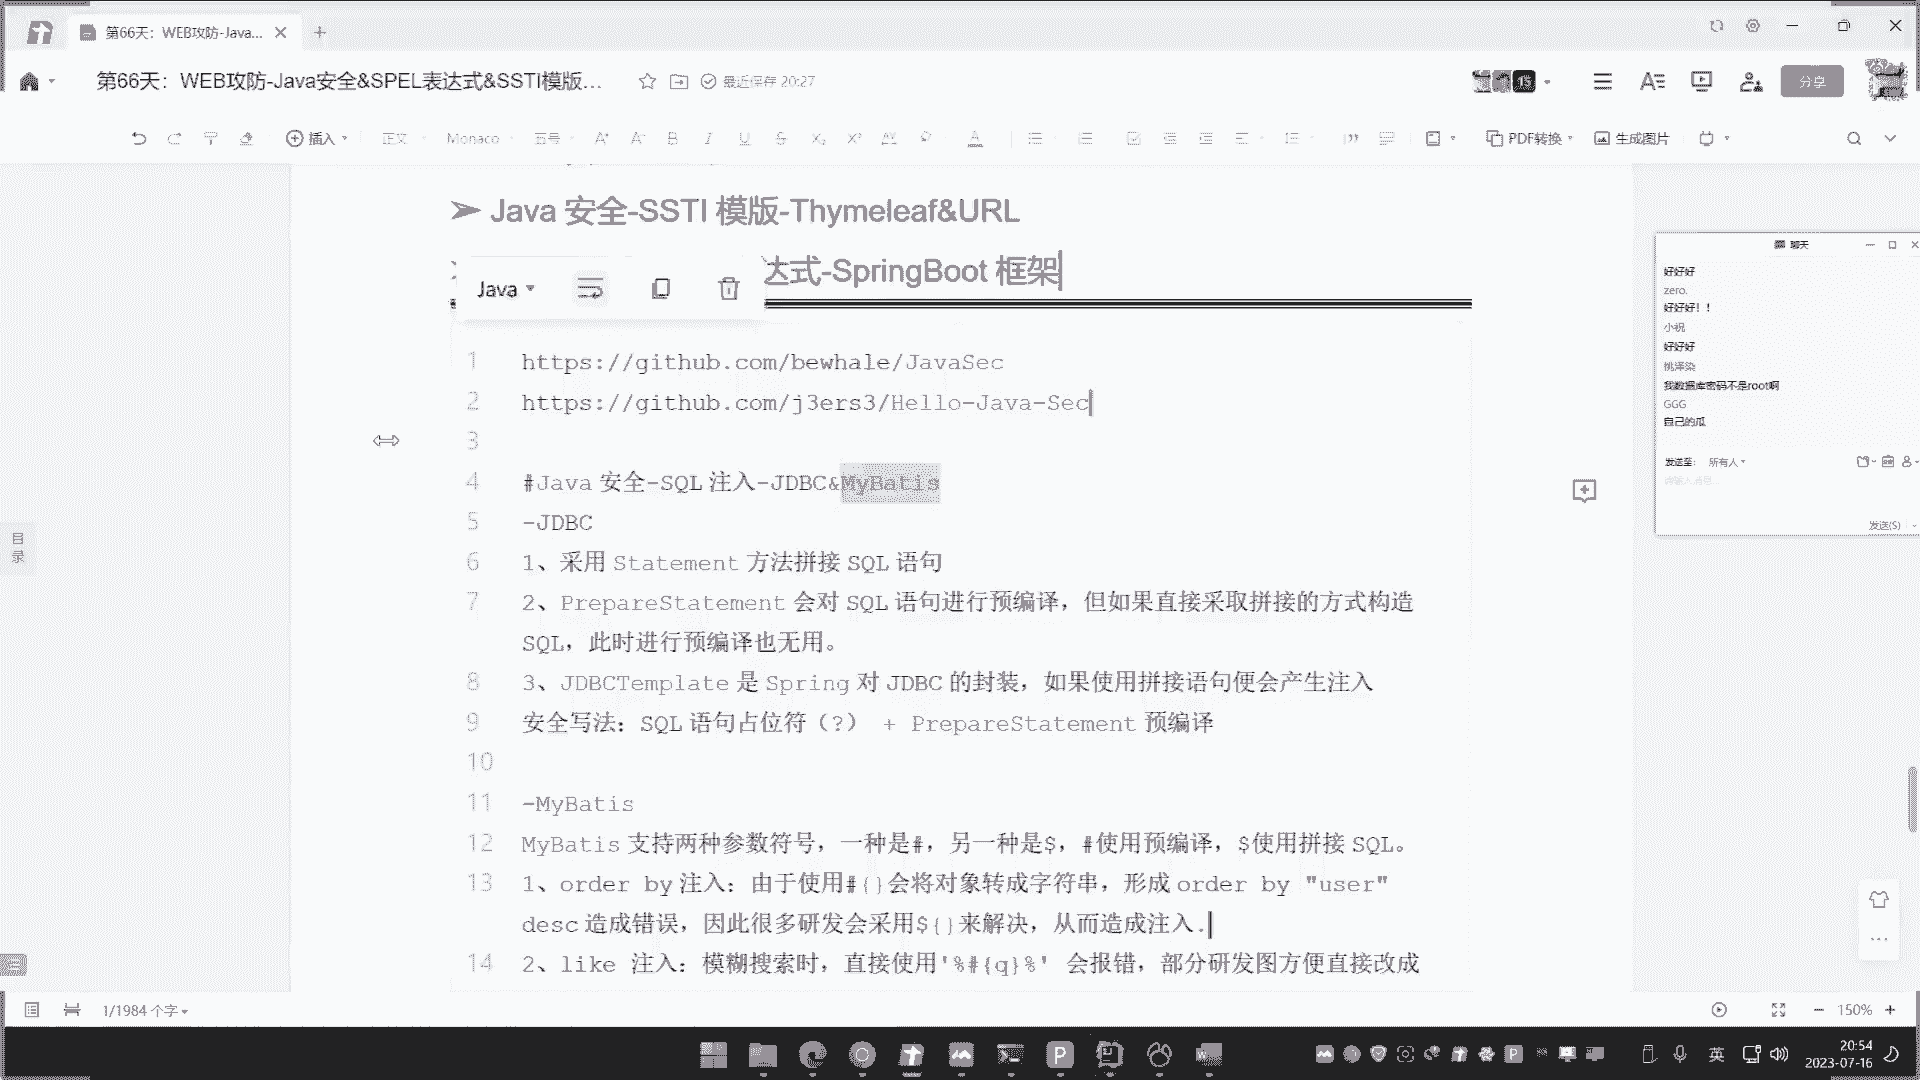 第66天：WEB攻防-Java...
第66天：WEB攻防-Java安全&SPEL表达式&SSTI模版...
最近保存 20:27
15
分享
插入
正文
Monaco
五号
PDF转换
生成图片
➢ Java 安全-SSTI 模版-Thymeleaf&URL
达式-SpringBoot 框架
Java
1 https://github.com/bewhale/JavaSec
2 https://github.com/j3ers3/Hello-Java-Sec
3
4 #Java 安全-SQL 注入-JDBC&MyBatis
5 -JDBC
6 1、采用 Statement 方法拼接 SQL 语句
7 2、PrepareStatement 会对 SQL 语句进行预编译，但如果直接采取拼接的方式构造
SQL，此时进行预编译也无用。
8 3、JDBCTemplate 是 Spring 对 JDBC 的封装，如果使用拼接语句便会产生注入
9 安全写法：SQL 语句占位符（?） + PrepareStatement 预编译
10
11 -MyBatis
12 MyBatis 支持两种参数符号，一种是#，另一种是$，#使用预编译，$使用拼接 SQL。
13 1、order by 注入：由于使用#{}会将对象转成字符串，形成 order by "user"
desc 造成错误，因此很多研发会采用${}来解决，从而造成注入.
14 2、like 注入：模糊搜索时，直接使用'%#{q}%' 会报错，部分研发图方便直接改成
目录
聊天
好好好
zero.
好好好！！
小祝
好好好
桃泽染
我数据库密码不是root啊
GGG
自己的瓜
发送至： 所有人
发送(S)
1/1984 个字
150%
英
20:54
2023-07-16